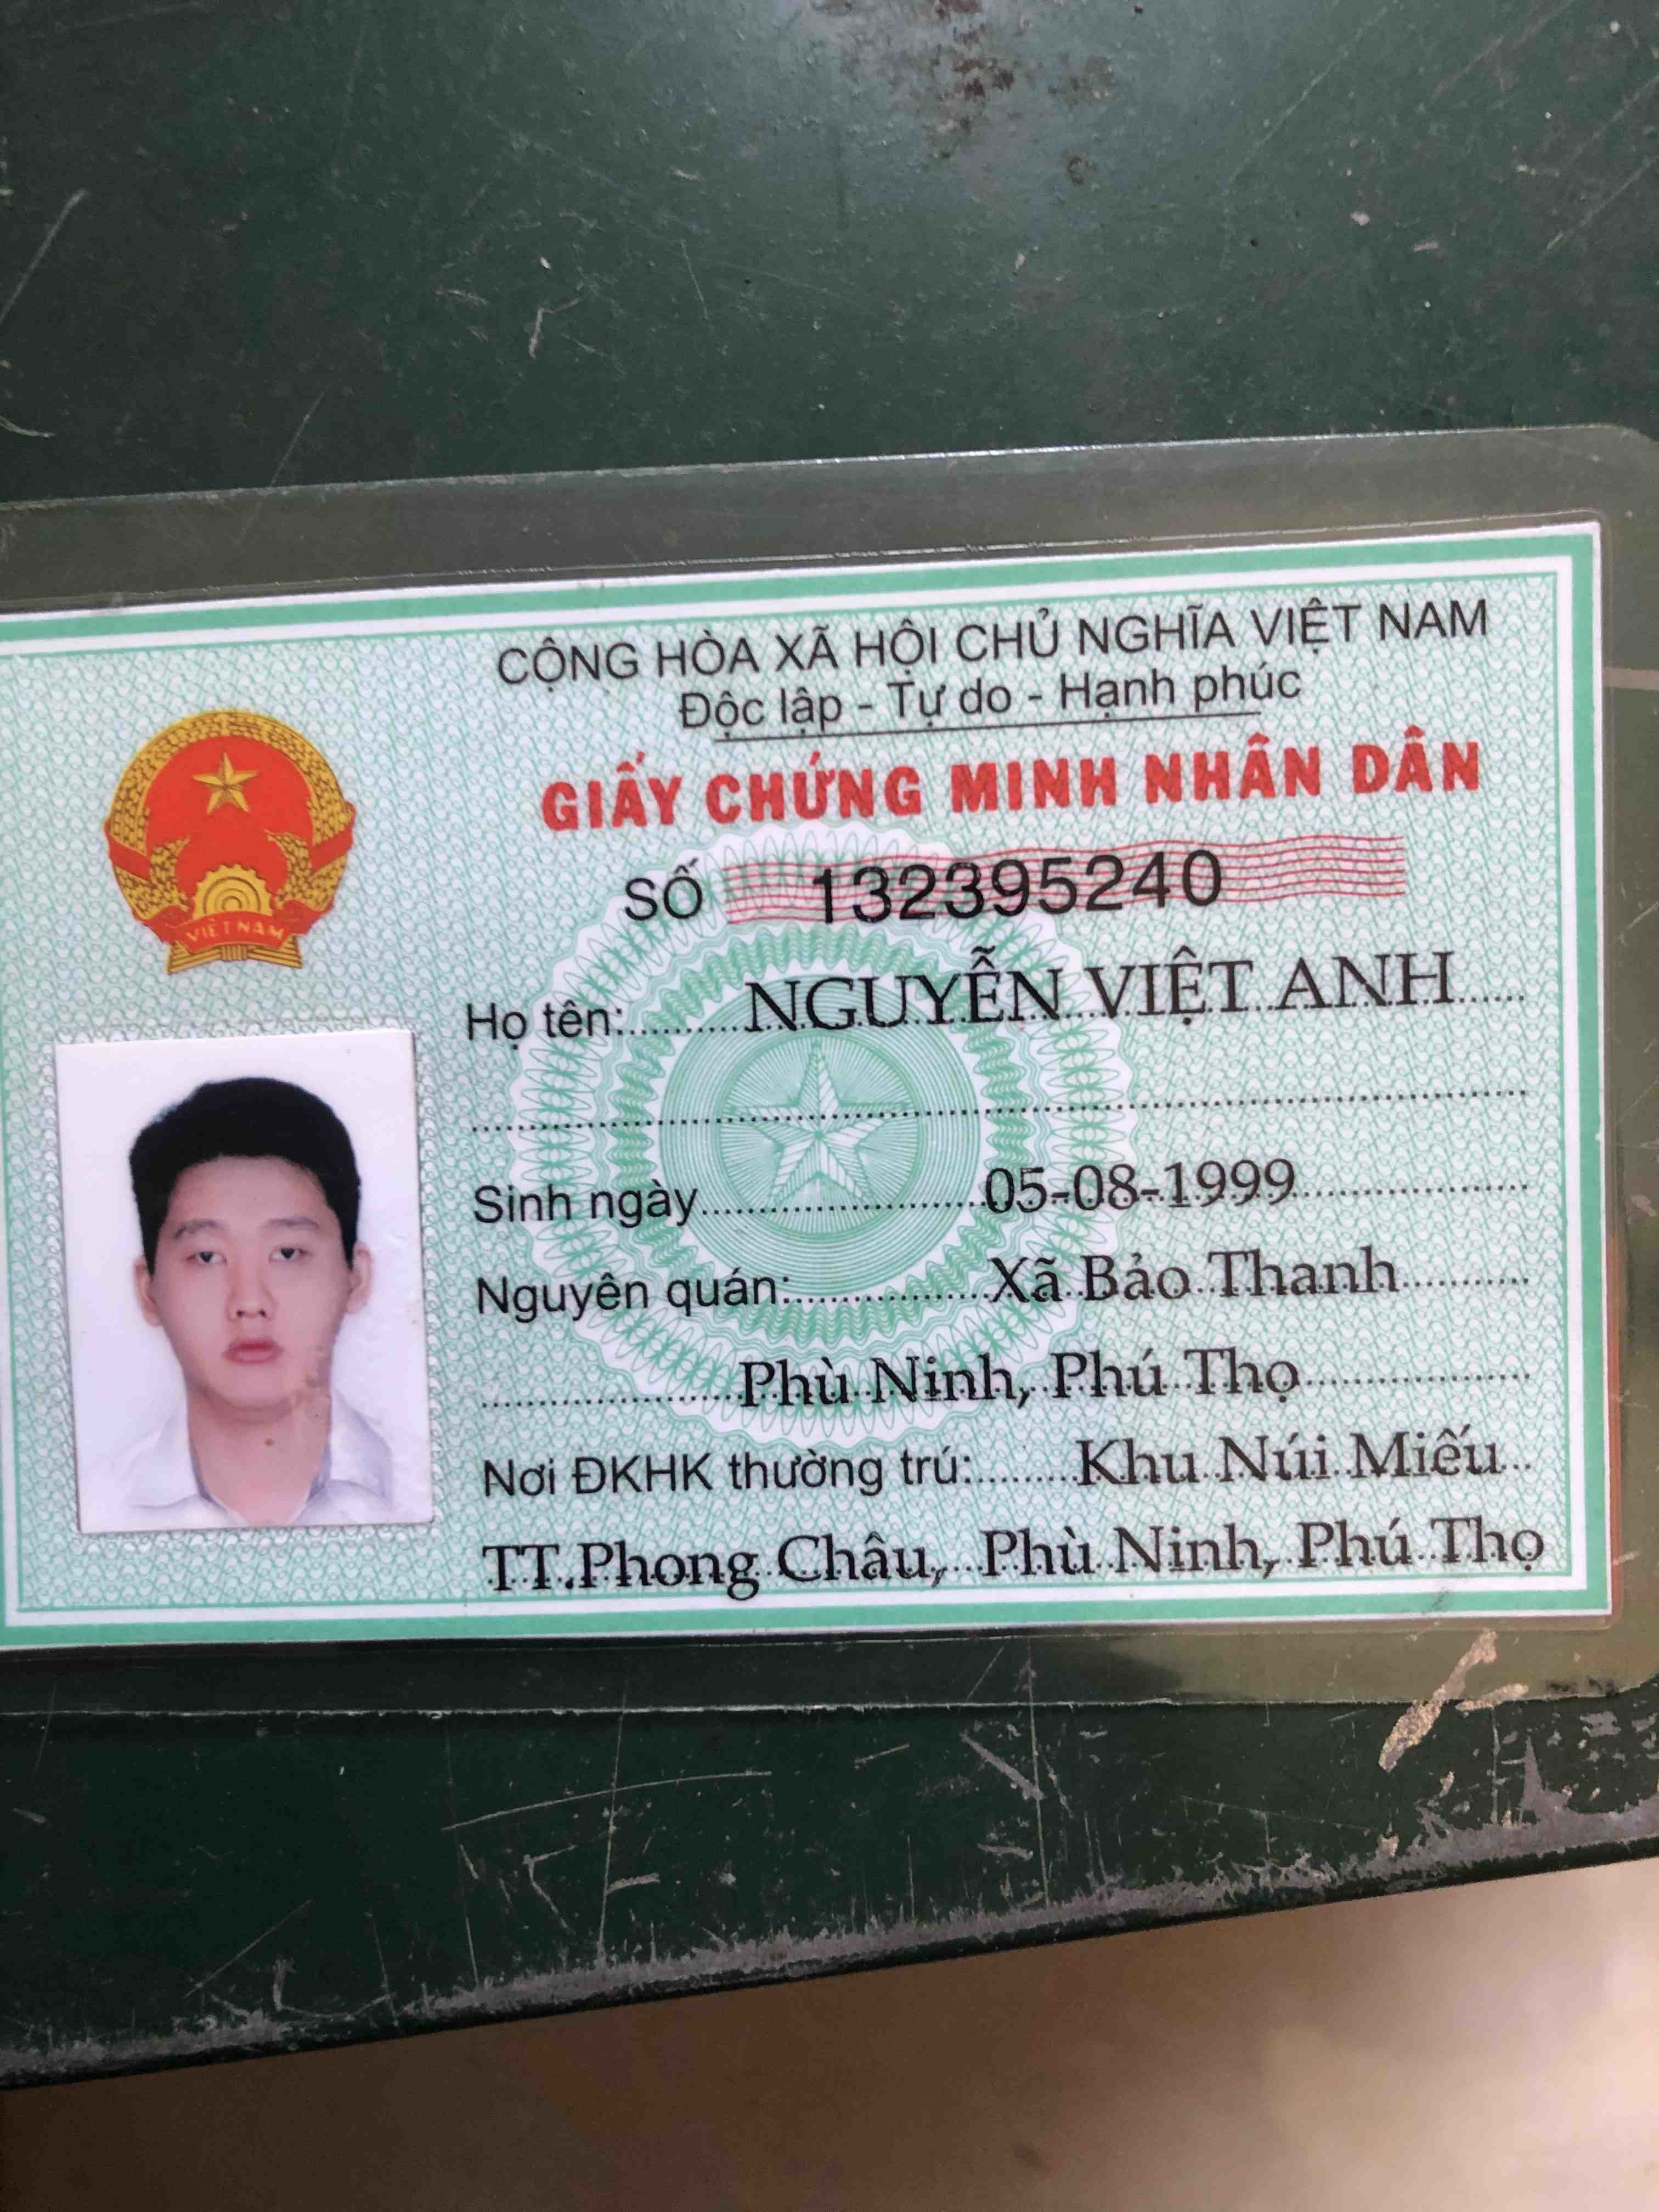 CỘNG HÒA XÃ HỘI CHỦ NGHĨA VIỆT NAM
Độc lập - Tự do - Hạnh phúc
GIẤY CHỨNG MINH NHÂN DÂN
SỐ 132395240
VIỆT NAM
Họ tên: NGUYỄN VIỆT ANH
Sinh ngày 05-08-1999
Nguyên quán: Xã Bảo Thanh
Phù Ninh, Phú Thọ
Nơi ĐKHK thường trú: Khu Núi Miếu
TT.Phong Châu, Phù Ninh, Phú Thọ